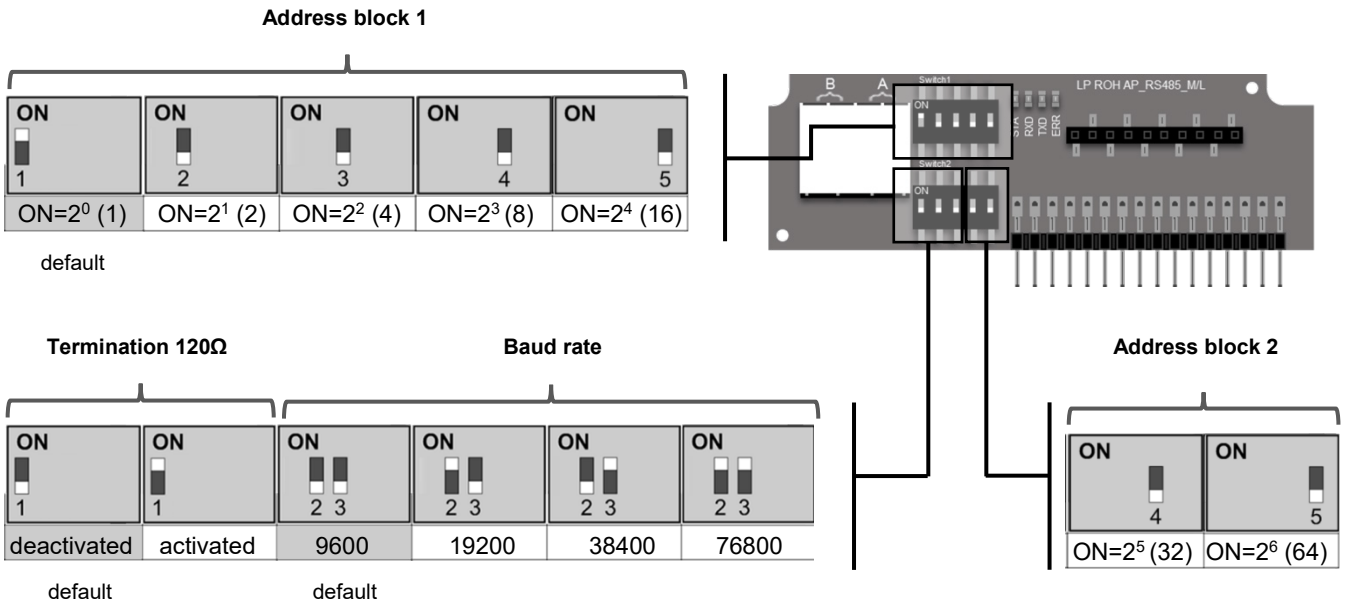 Address block 1
ON
1
ON
2
ON
3
ON
4
ON
5
ON=2⁰ (1)
ON=2¹ (2)
ON=2² (4)
ON=2³ (8)
ON=2⁴ (16)
default
B
A
Switch1
ON
STA
RXD
TXD
ERR
LP ROH AP_RS485_M/L
Switch2
ON
Termination 120Ω
Baud rate
Address block 2
ON
1
ON
1
ON
2 3
ON
2 3
ON
2 3
ON
2 3
deactivated
activated
9600
19200
38400
76800
default
default
ON
4
ON
5
ON=2⁵ (32)
ON=2⁶ (64)